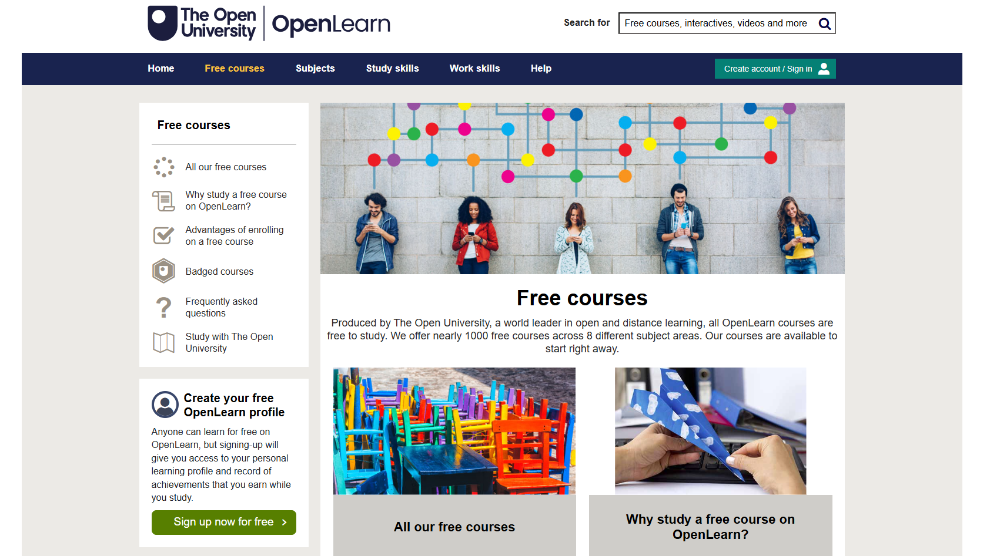 The Open
University
OpenLearn
Search for
Free courses, interactives, videos and more
Home
Free courses
Subjects
Study skills
Work skills
Help
Create account / Sign in
Free courses
All our free courses
Why study a free course
on OpenLearn?
Advantages of enrolling
on a free course
Badged courses
Frequently asked
questions
Study with The Open
University
Create your free
OpenLearn profile
Anyone can learn for free on
OpenLearn, but signing-up will
give you access to your personal
learning profile and record of
achievements that you earn while
you study.
Sign up now for free
Free courses
Produced by The Open University, a world leader in open and distance learning, all OpenLearn courses are
free to study. We offer nearly 1000 free courses across 8 different subject areas. Our courses are available to
start right away.
All our free courses
Why study a free course on
OpenLearn?